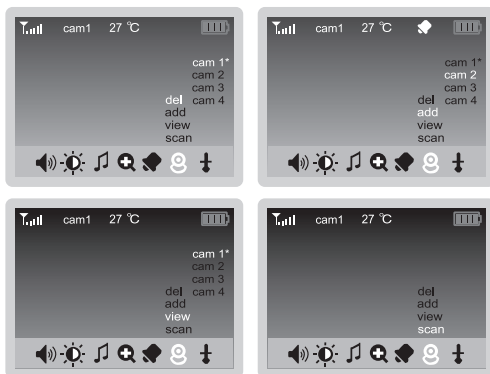 cam1 27 ℃
cam 1*
cam 2
cam 3
del cam 4
add
view
scan
cam1 27 ℃
cam 1*
cam 2
cam 3
del cam 4
add
view
scan
cam1 27 ℃
cam 1*
cam 2
cam 3
del cam 4
add
view
scan
cam1 27 ℃
del
add
view
scan